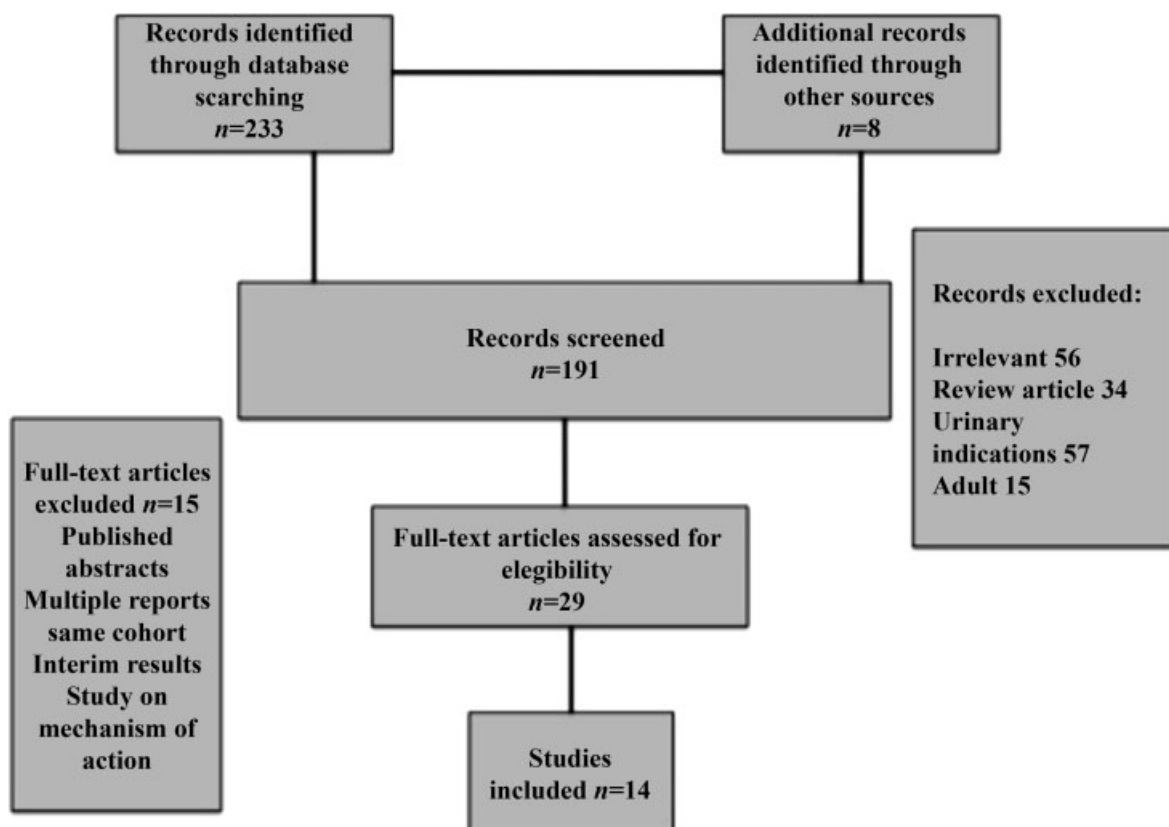 Records identified
through database
scarching
n=233
Additional records
identified through
other sources
n=8
Records screened
n=191
Records excluded:
Irrelevant 56
Review article 34
Urinary
indications 57
Adult 15
Full-text articles
excluded n=15
Published
abstracts
Multiple reports
same cohort
Interim results
Study on
mechanism of
action
Full-text articles assessed for
elegibility
n=29
Studies
included n=14